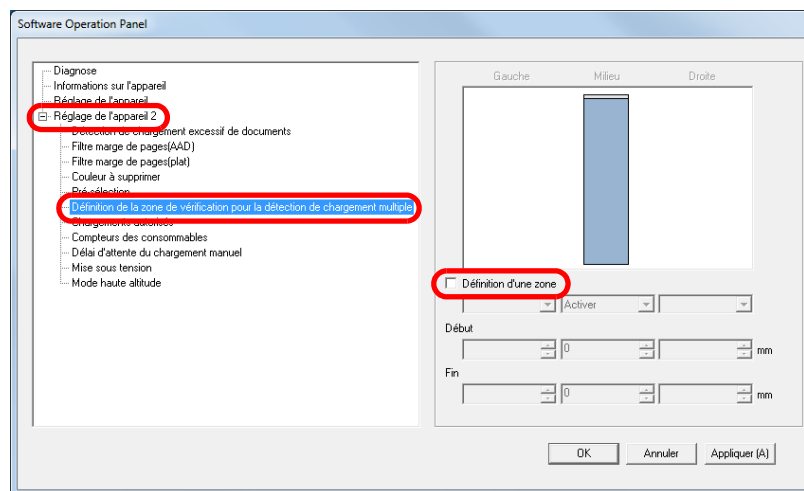 Software Operation Panel
Diagnose
Informations sur l'appareil
Réglage de l'appareil
Réglage de l'appareil 2
Détection de chargement excessif de documents
Filtre marge de pages(AAD)
Filtre marge de pages(plat)
Couleur à supprimer
Pré-sélection
Définition de la zone de vérification pour la détection de chargement multiple
Chargements autorisés
Compteurs des consommables
Délai d'attente du chargement manuel
Mise sous tension
Mode haute altitude
Gauche Milieu Droite
Définition d'une zone
Activer
Début
0 mm
Fin
0 mm
OK Annuler Appliquer (A)